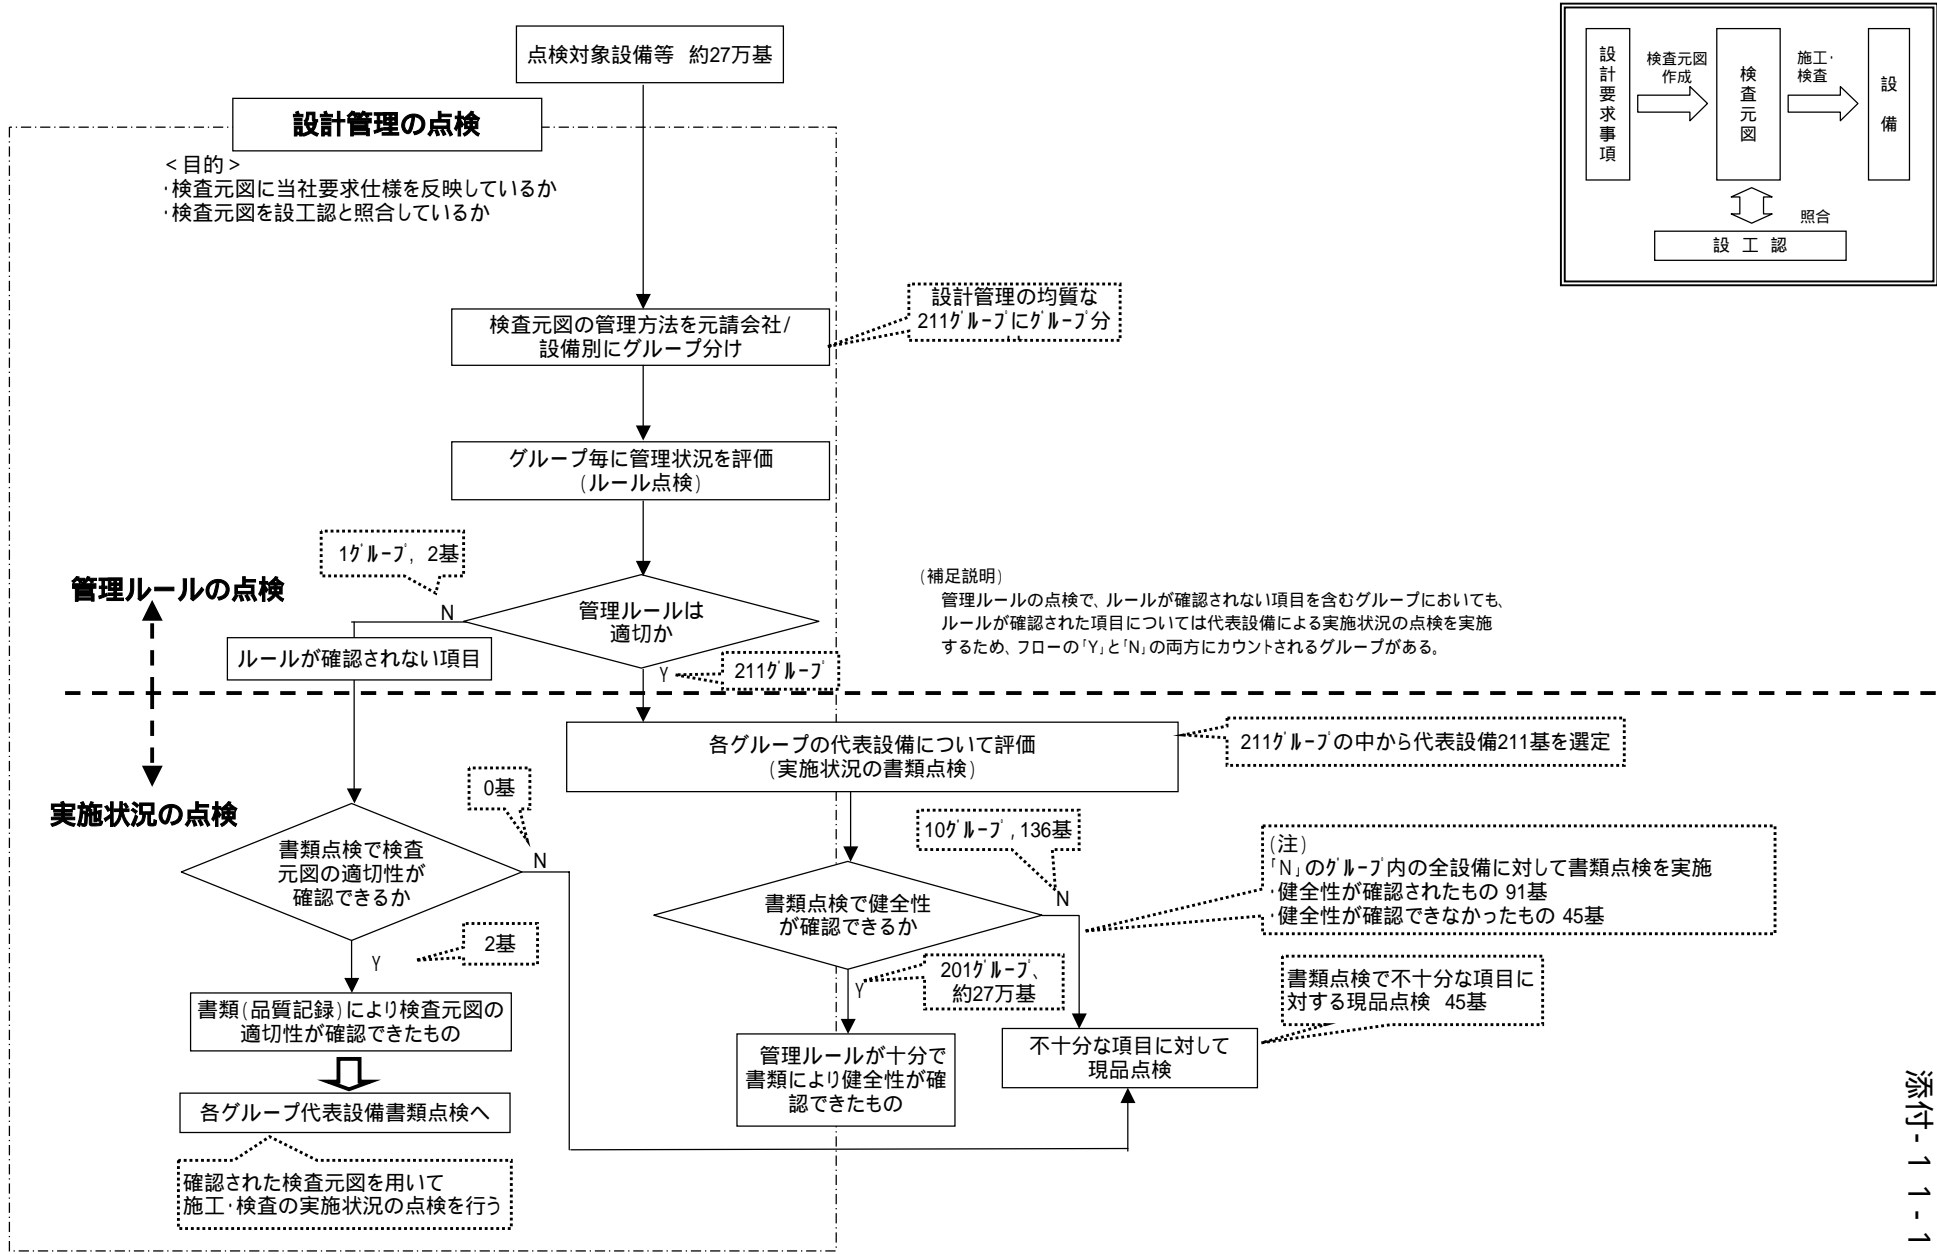 点検対象設備等 約27万基
設計管理の点検
<目的>
・検査元図に当社要求仕様を反映しているか
・検査元図を設工認と照合しているか
設計要求事項
検査元図
作成
検査元図
施工・
検査
設備
照合
設 工 認
設計管理の均質な
211グループにグループ分
検査元図の管理方法を元請会社/
設備別にグループ分け
グループ毎に管理状況を評価
(ルール点検)
1グループ, 2基
管理ルールの点検
N
管理ルールは
適切か
(補足説明)
管理ルールの点検で、ルールが確認されない項目を含むグループにおいても、
ルールが確認された項目については代表設備による実施状況の点検を実施
するため、フローの「Y」と「N」の両方にカウントされるグループがある。
ルールが確認されない項目
Y
211グループ
各グループの代表設備について評価
(実施状況の書類点検)
211グループの中から代表設備211基を選定
実施状況の点検
0基
10グループ, 136基
書類点検で検査
元図の適切性が
確認できるか
N
(注)
「N」のグループ内の全設備に対して書類点検を実施
・健全性が確認されたもの 91基
・健全性が確認できなかったもの 45基
書類点検で健全性
が確認できるか
N
2基
Y
201グループ、
約27万基
Y
書類点検で不十分な項目に
対する現品点検 45基
書類(品質記録)により検査元図の
適切性が確認できたもの
管理ルールが十分で
書類により健全性が確
認できたもの
不十分な項目に対して
現品点検
各グループ代表設備書類点検へ
確認された検査元図を用いて
施工・検査の実施状況の点検を行う
添付-11-1